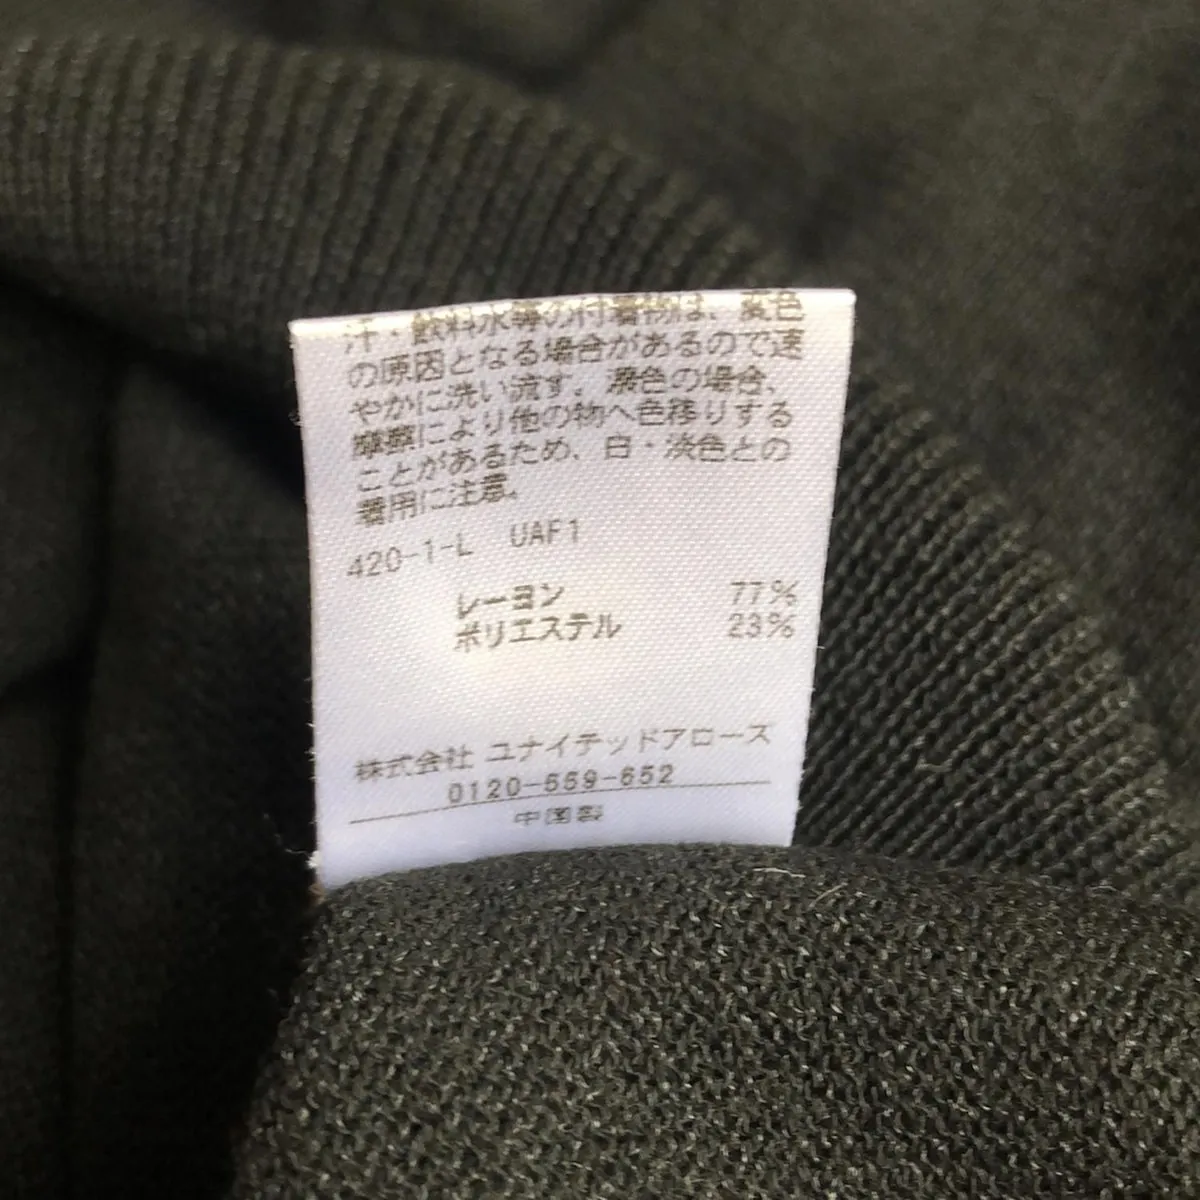 汗・飲料水等の付着物は、変色
の原因となる場合があるので速
やかに洗い流す。濃色の場合、
摩擦により他の物へ色移りする
ことがあるため、白・淡色との
着用に注意。
420-1-L UAF1
レーヨン 77%
ポリエステル 23%
株式会社 ユナイテッドアローズ
0120-559-652
中国製